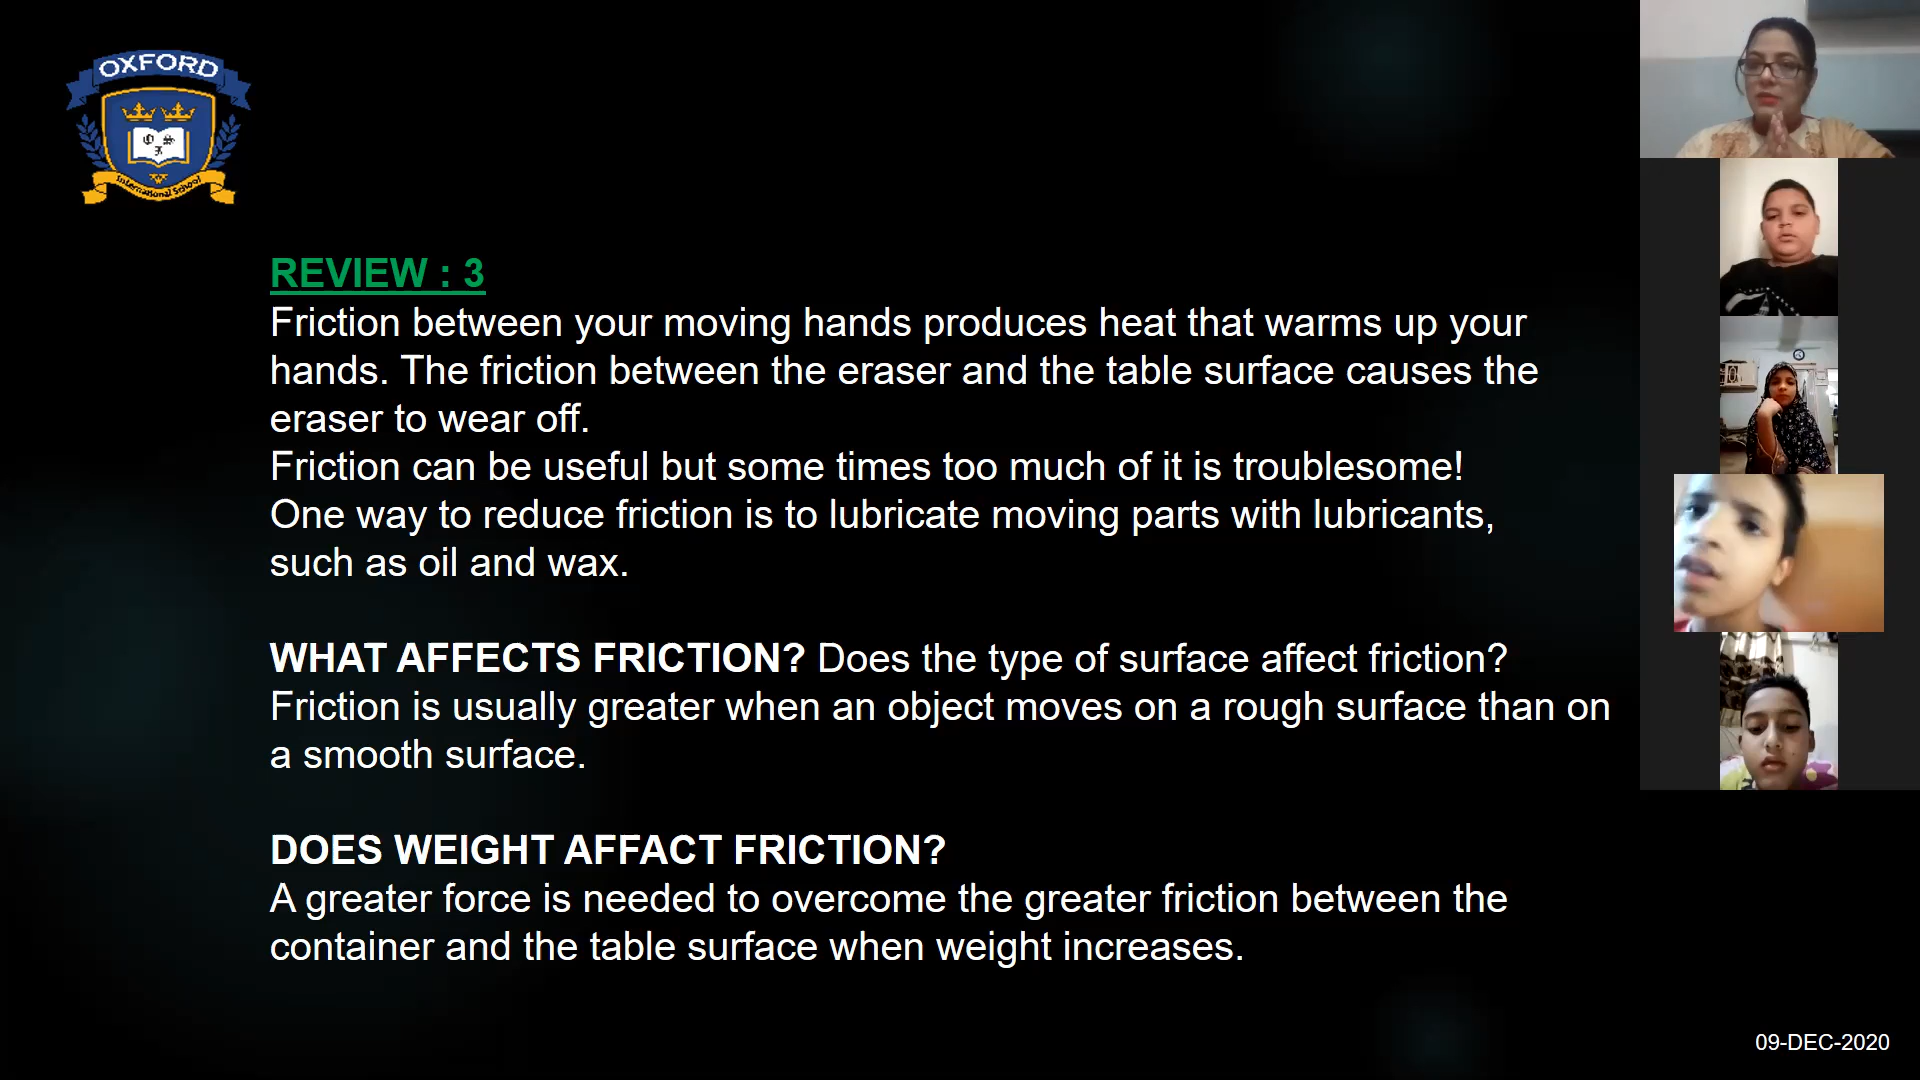 OXFORD
International School
REVIEW : 3
Friction between your moving hands produces heat that warms up your
hands. The friction between the eraser and the table surface causes the
eraser to wear off.
Friction can be useful but some times too much of it is troublesome!
One way to reduce friction is to lubricate moving parts with lubricants,
such as oil and wax.
WHAT AFFECTS FRICTION? Does the type of surface affect friction?
Friction is usually greater when an object moves on a rough surface than on
a smooth surface.
DOES WEIGHT AFFACT FRICTION?
A greater force is needed to overcome the greater friction between the
container and the table surface when weight increases.
09-DEC-2020